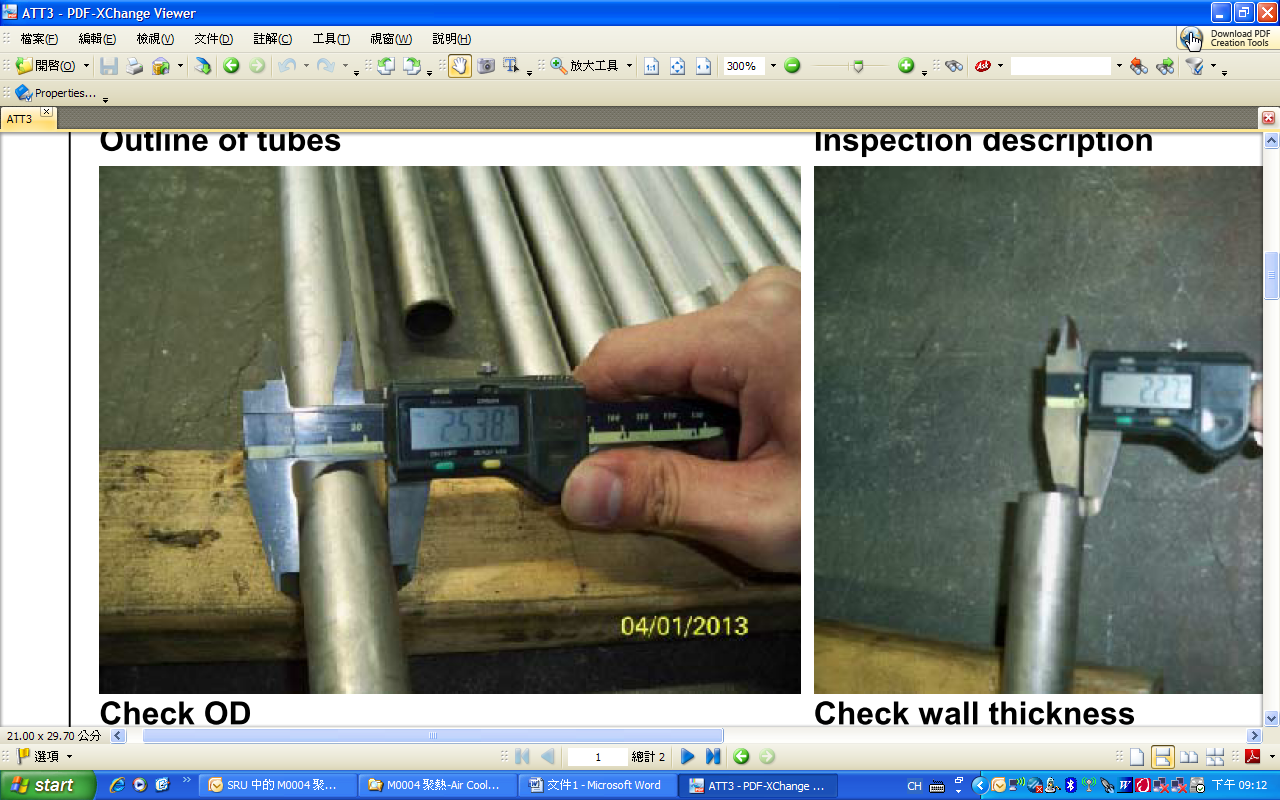 ATT3 - PDF-XChange Viewer
檔案(F) 編輯(E) 檢視(V) 文件(D) 註解(C) 工具(T) 視窗(W) 說明(H)
Download PDF
Creation Tools
開啓(O) 放大工具 300%
Properties...
ATT3
Outline of tubes
Inspection description
25.38
2.27
04/01/2013
Check OD
Check wall thickness
21.00 x 29.70 公分
選項 1 總計 2
start SRU 中的 M0004 聚... M0004 聚熱-Air Cool... 文件1 - Microsoft Word ATT3 - PDF-XChange ... CH 下午 09:12